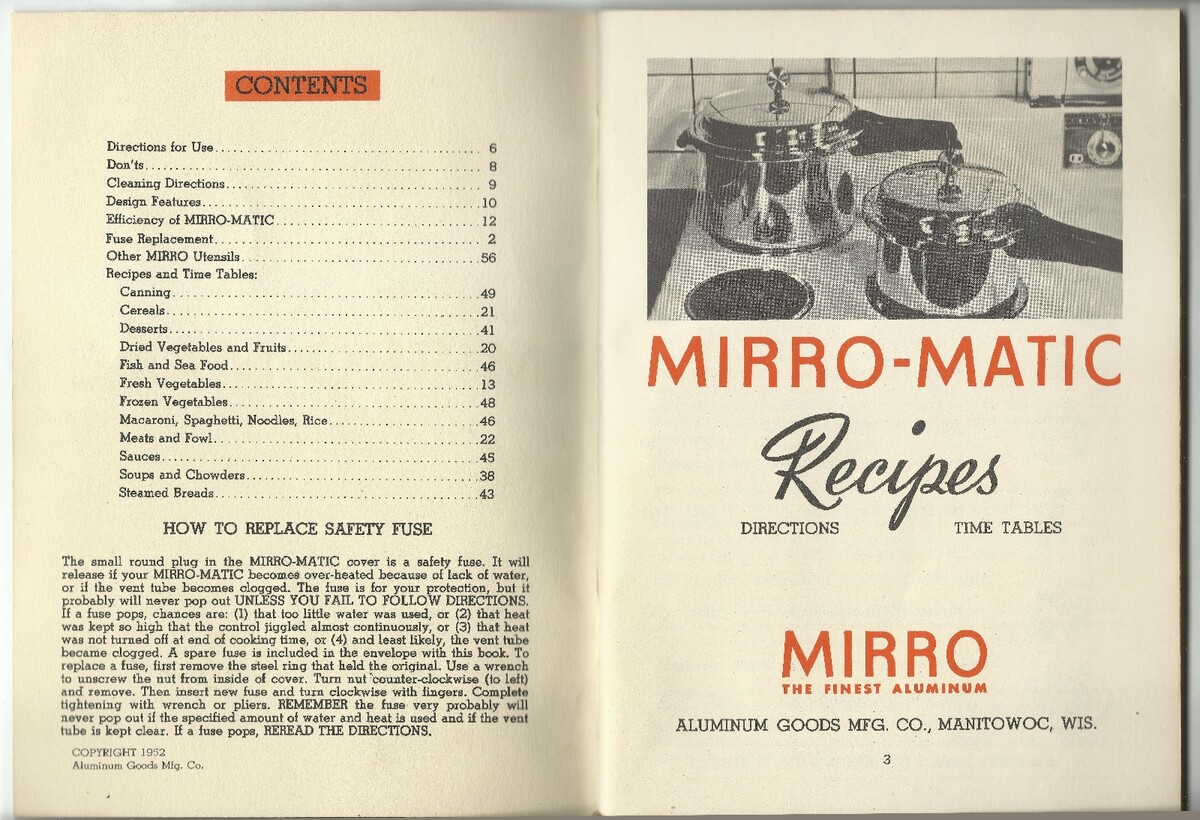 CONTENTS
Directions for Use........................................ 6
Don'ts........................................ 8
Cleaning Directions........................................ 9
Design Features........................................ 10
Efficiency of MIRRO-MATIC........................................ 12
Fuse Replacement........................................ 2
Other MIRRO Utensils........................................ 56
Recipes and Time Tables:
Canning........................................ 49
Cereals........................................ 21
Desserts........................................ 41
Dried Vegetables and Fruits........................................ 20
Fish and Sea Food........................................ 46
Fresh Vegetables........................................ 13
Frozen Vegetables........................................ 48
Macaroni, Spaghetti, Noodles, Rice........................................ 46
Meats and Fowl........................................ 22
Sauces........................................ 45
Soups and Chowders........................................ 38
Steamed Breads........................................ 43
HOW TO REPLACE SAFETY FUSE
The small round plug in the MIRRO-MATIC cover is a safety fuse. It will
release if your MIRRO-MATIC becomes over-heated because of lack of water,
or if the vent tube becomes clogged. The fuse is for your protection, but it
probably will never pop out UNLESS YOU FAIL TO FOLLOW DIRECTIONS.
If a fuse pops, chances are: (1) that too little water was used, or (2) that heat
was kept so high that the control jiggled almost continuously, or (3) that heat
was not turned off at end of cooking time, or (4) and least likely, the vent tube
became clogged. A spare fuse is included in the envelope with this book. To
replace a fuse, first remove the steel ring that held the original. Use a wrench
to unscrew the nut from inside of cover. Turn nut counter-clockwise (to left)
and remove. Then insert new fuse and turn clockwise with fingers. Complete
tightening with wrench or pliers. REMEMBER the fuse very probably will
never pop out if the specified amount of water and heat is used and if the vent
tube is kept clear. If a fuse pops, REREAD THE DIRECTIONS.
COPYRIGHT 1952
Aluminum Goods Mfg. Co.
MIRRO-MATIC
Recipes
DIRECTIONS TIME TABLES
MIRRO
THE FINEST ALUMINUM
ALUMINUM GOODS MFG. CO., MANITOWOC, WIS.
3